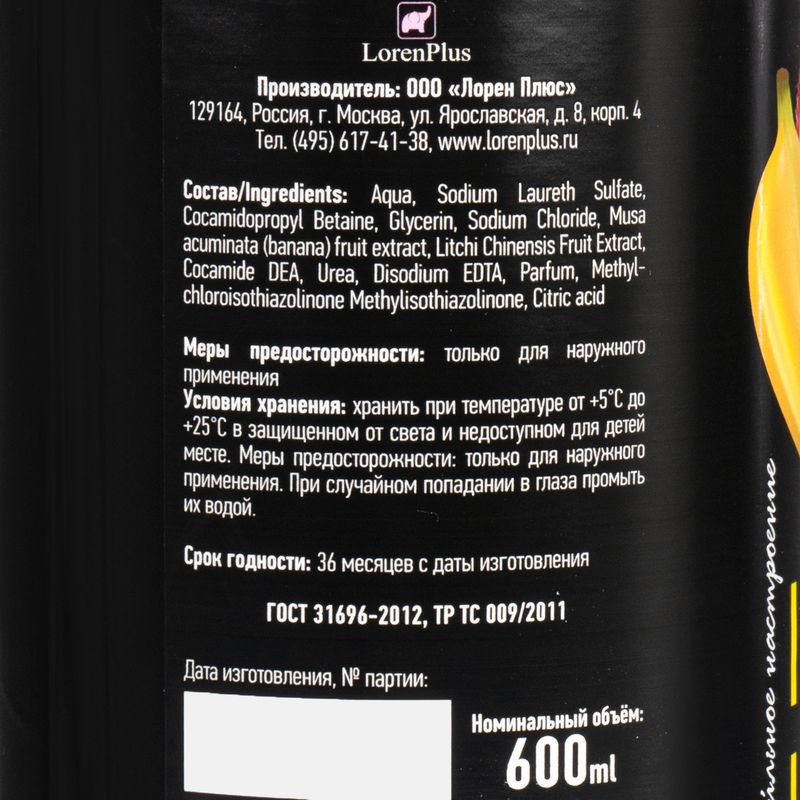 LorenPlus
Производитель: ООО «Лорен Плюс»
129164, Россия, г. Москва, ул. Ярославская, д. 8, корп. 4
Тел. (495) 617-41-38, www.lorenplus.ru
Состав/Ingredients: Aqua, Sodium Laureth Sulfate,
Cocamidopropyl Betaine, Glycerin, Sodium Chloride, Musa
acuminata (banana) fruit extract, Litchi Chinensis Fruit Extract,
Cocamide DEA, Urea, Disodium EDTA, Parfum, Methyl-
chloroisothiazolinone Methylisothiazolinone, Citric acid
Меры предосторожности: только для наружного
применения
Условия хранения: хранить при температуре от +5°C до
+25°C в защищенном от света и недоступном для детей
месте. Меры предосторожности: только для наружного
применения. При случайном попадании в глаза промыть
их водой.
Срок годности: 36 месяцев с даты изготовления
ГОСТ 31696-2012, ТР ТС 009/2011
Дата изготовления, № партии:
Номинальный объём:
600ml
настроение